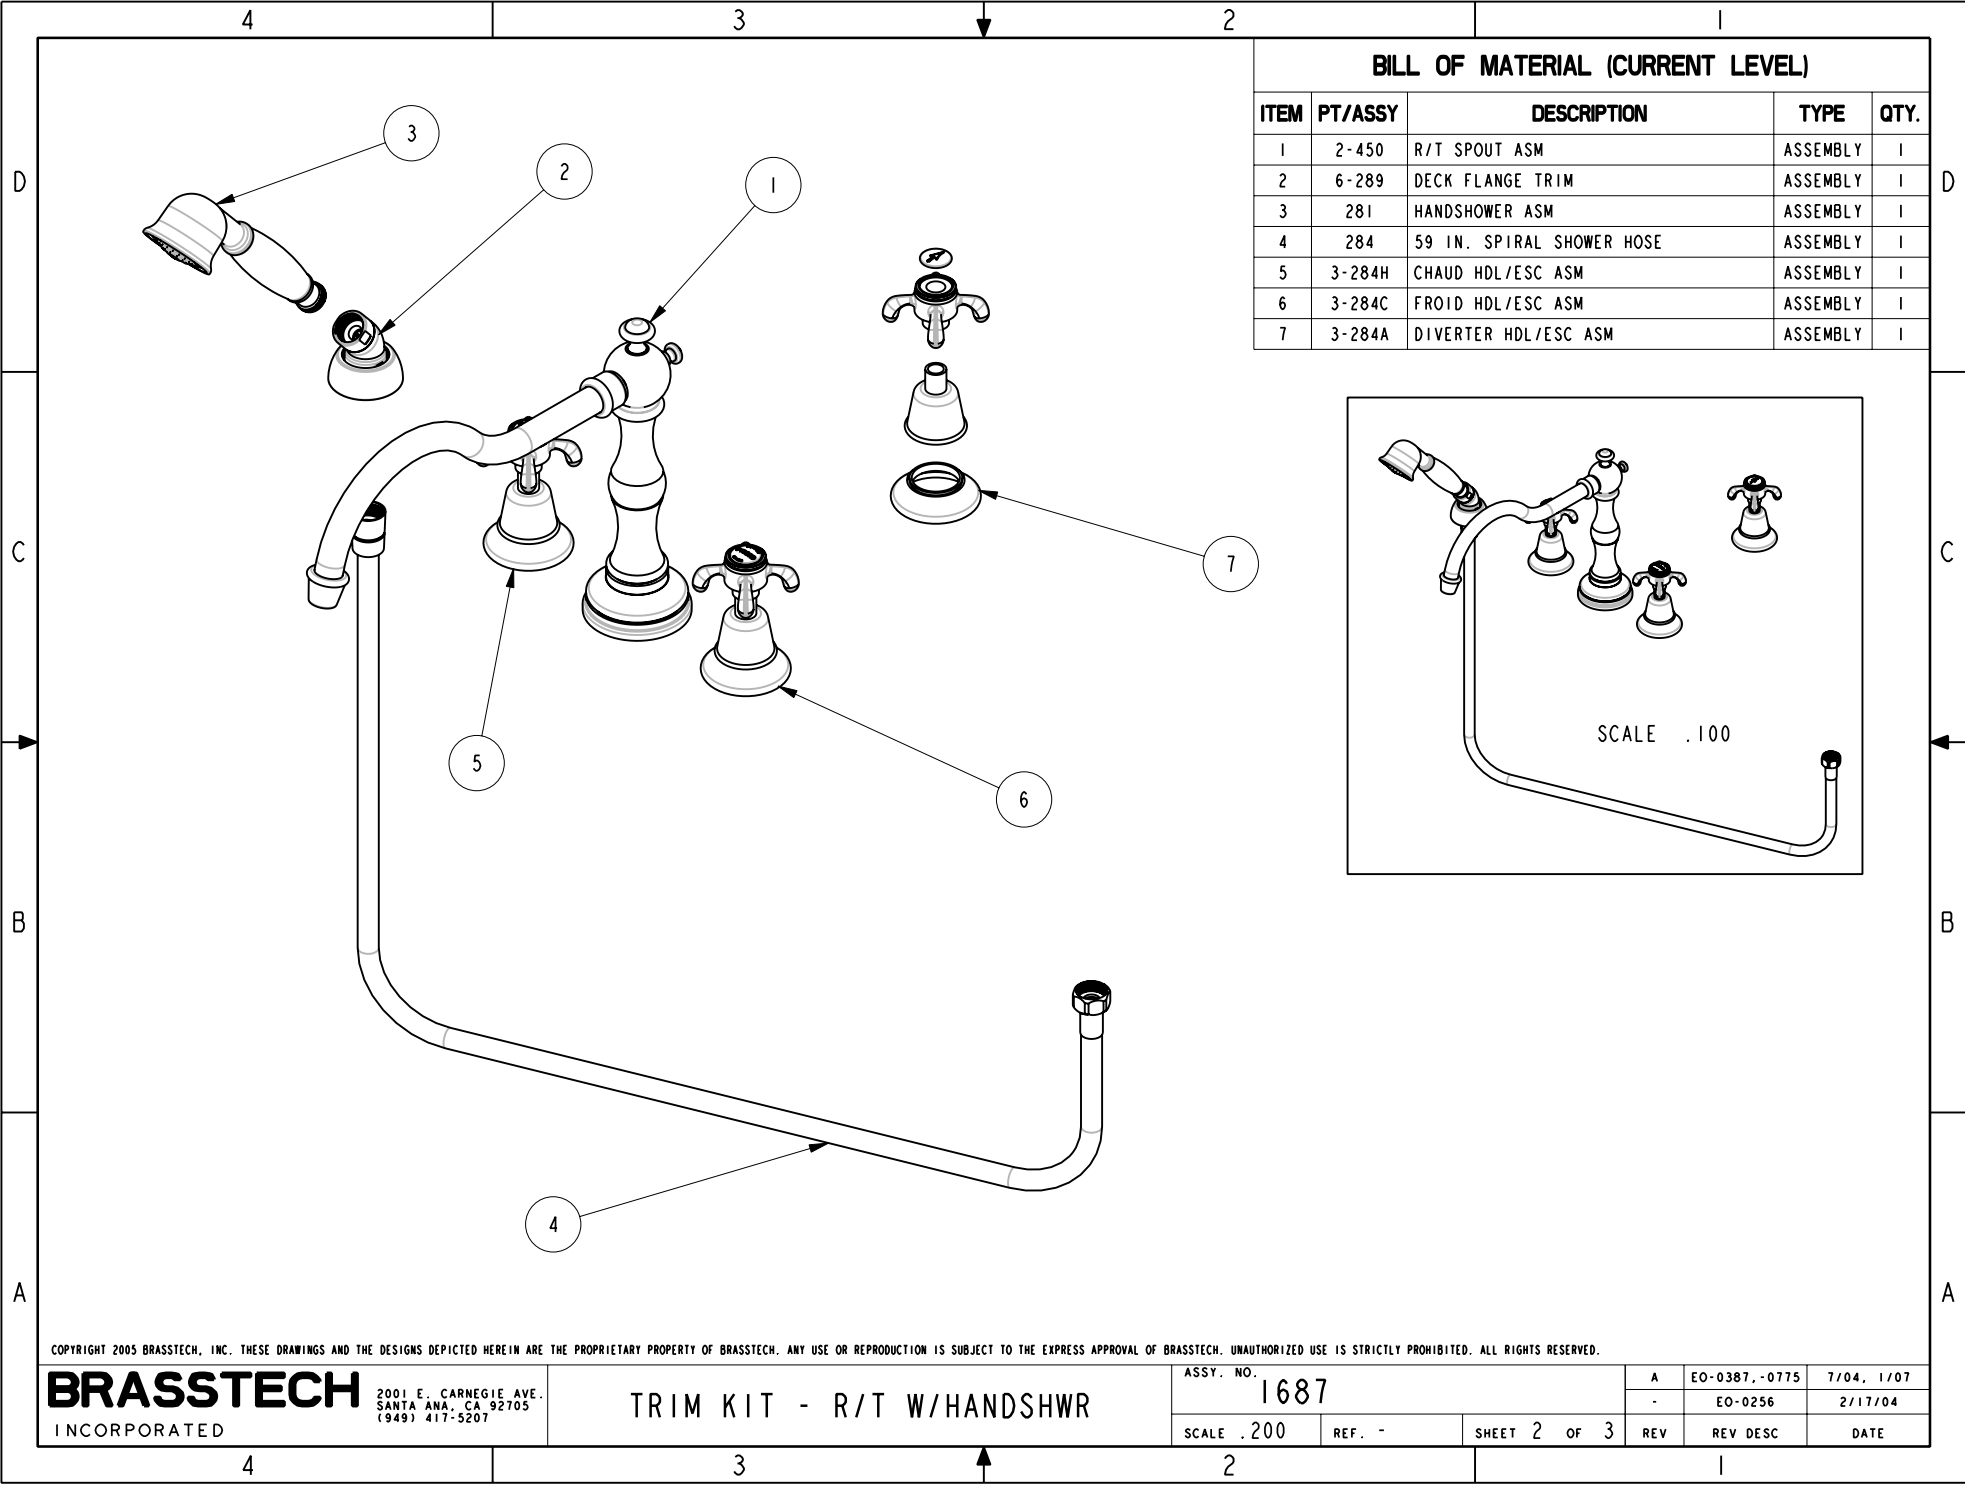 4 3 2 1
BILL OF MATERIAL (CURRENT LEVEL)
ITEM PT/ASSY DESCRIPTION TYPE QTY.
1 2-450 R/T SPOUT ASM ASSEMBLY 1
2 6-289 DECK FLANGE TRIM ASSEMBLY 1
3 281 HANDSHOWER ASM ASSEMBLY 1
4 284 59 IN. SPIRAL SHOWER HOSE ASSEMBLY 1
5 3-284H CHAUD HDL/ESC ASM ASSEMBLY 1
6 3-284C FROID HDL/ESC ASM ASSEMBLY 1
7 3-284A DIVERTER HDL/ESC ASM ASSEMBLY 1
3
2
1
D D
C C
7
5
6
SCALE .100
B B
4
A A
COPYRIGHT 2005 BRASSTECH, INC. THESE DRAWINGS AND THE DESIGNS DEPICTED HEREIN ARE THE PROPRIETARY PROPERTY OF BRASSTECH. ANY USE OR REPRODUCTION IS SUBJECT TO THE EXPRESS APPROVAL OF BRASSTECH. UNAUTHORIZED USE IS STRICTLY PROHIBITED. ALL RIGHTS RESERVED.
BRASSTECH
INCORPORATED
2001 E. CARNEGIE AVE.
SANTA ANA, CA 92705
(949) 417-5207
TRIM KIT - R/T W/HANDSHWR
ASSY. NO.
1687
SCALE .200 REF. - SHEET 2 OF 3
A EO-0387,-0775 7/04, 1/07
- EO-0256 2/17/04
REV REV DESC DATE
4 3 2 1